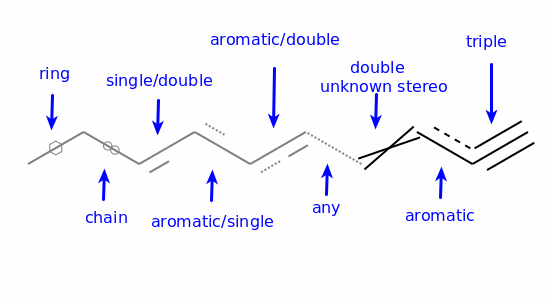 ring
single/double
aromatic/double
double
unknown stereo
triple
chain
aromatic/single
any
aromatic